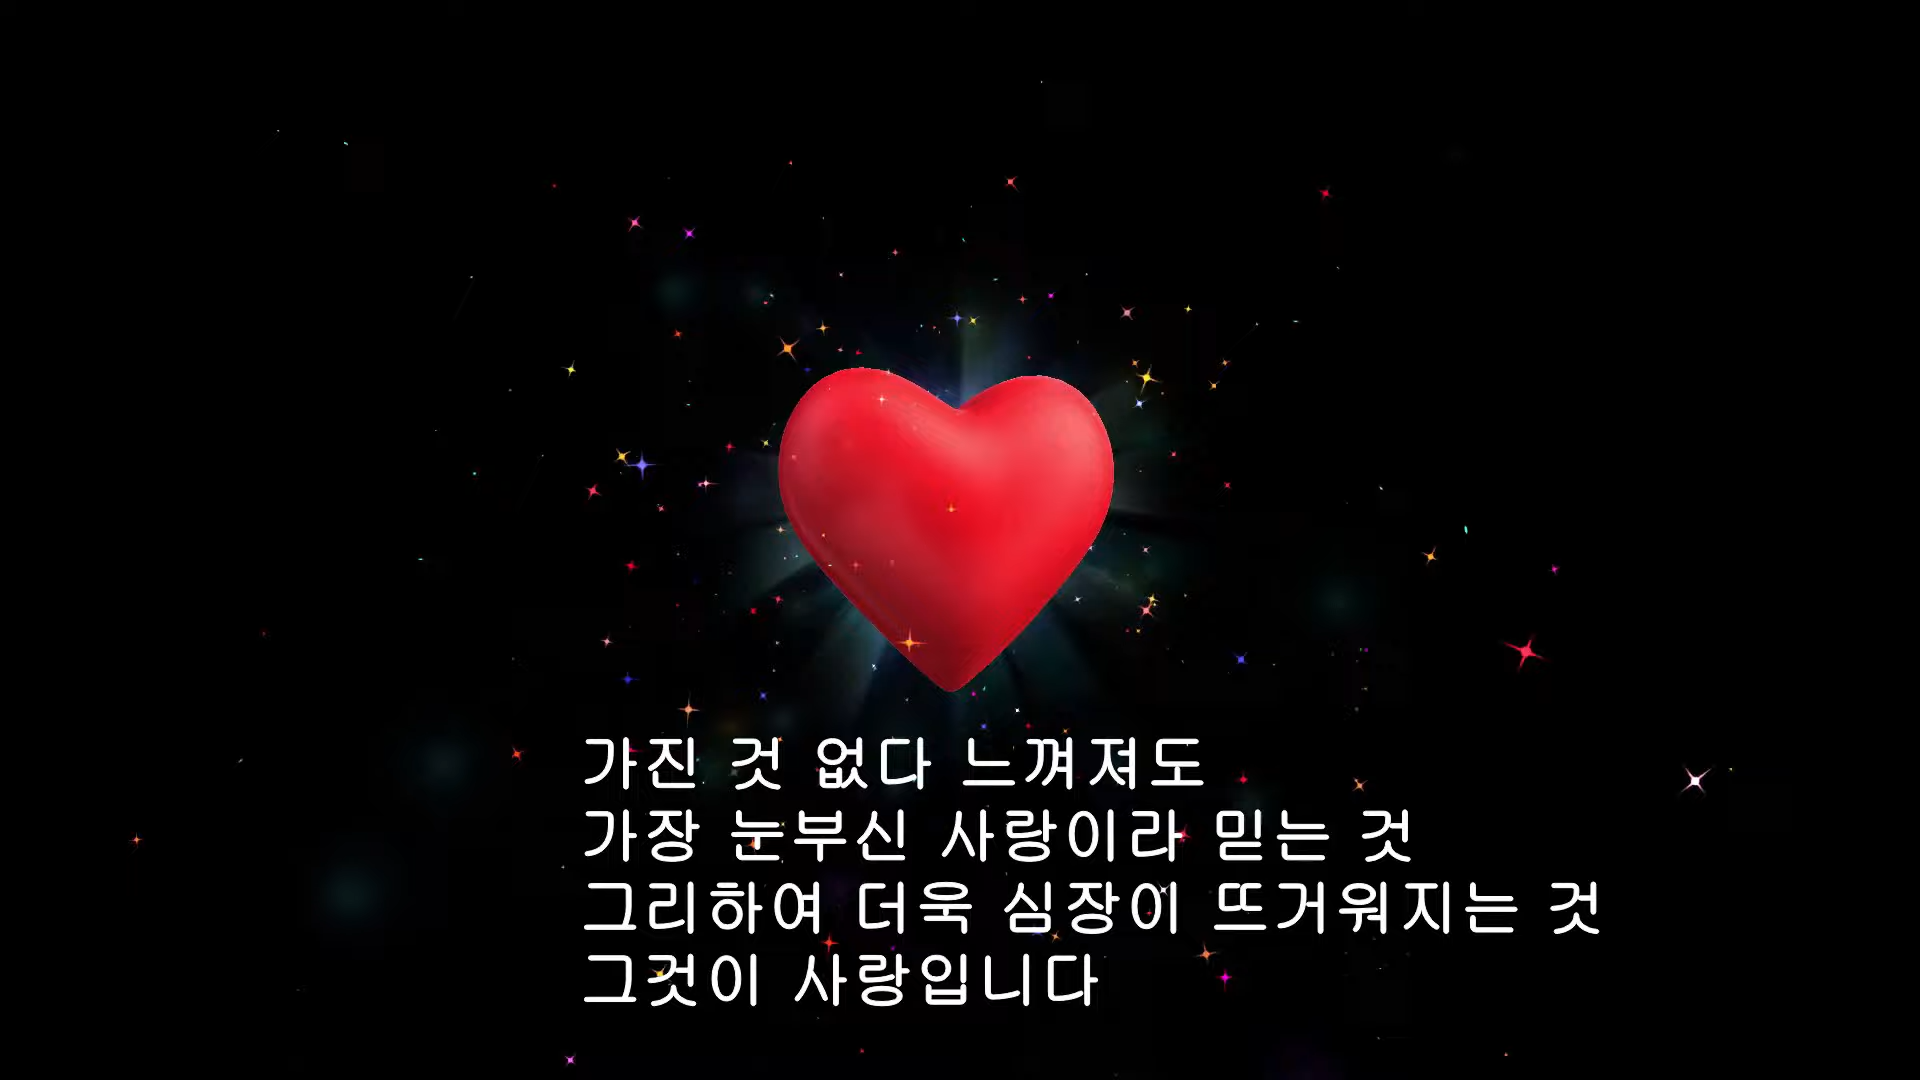 가진 것 없다 느껴져도
가장 눈부신 사랑이라 믿는 것
그리하여 더욱 심장이 뜨거워지는 것
그것이 사랑입니다